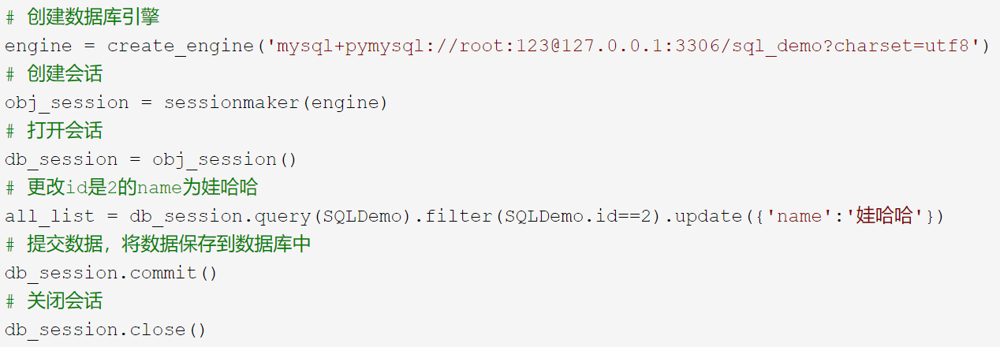 # 创建数据库引擎
engine = create_engine('mysql+pymysql://root:123@127.0.0.1:3306/sql_demo?charset=utf8')
# 创建会话
obj_session = sessionmaker(engine)
# 打开会话
db_session = obj_session()
# 更改id是2的name为娃哈哈
all_list = db_session.query(SQLDemo).filter(SQLDemo.id==2).update({'name':'娃哈哈'})
# 提交数据，将数据保存到数据库中
db_session.commit()
# 关闭会话
db_session.close()